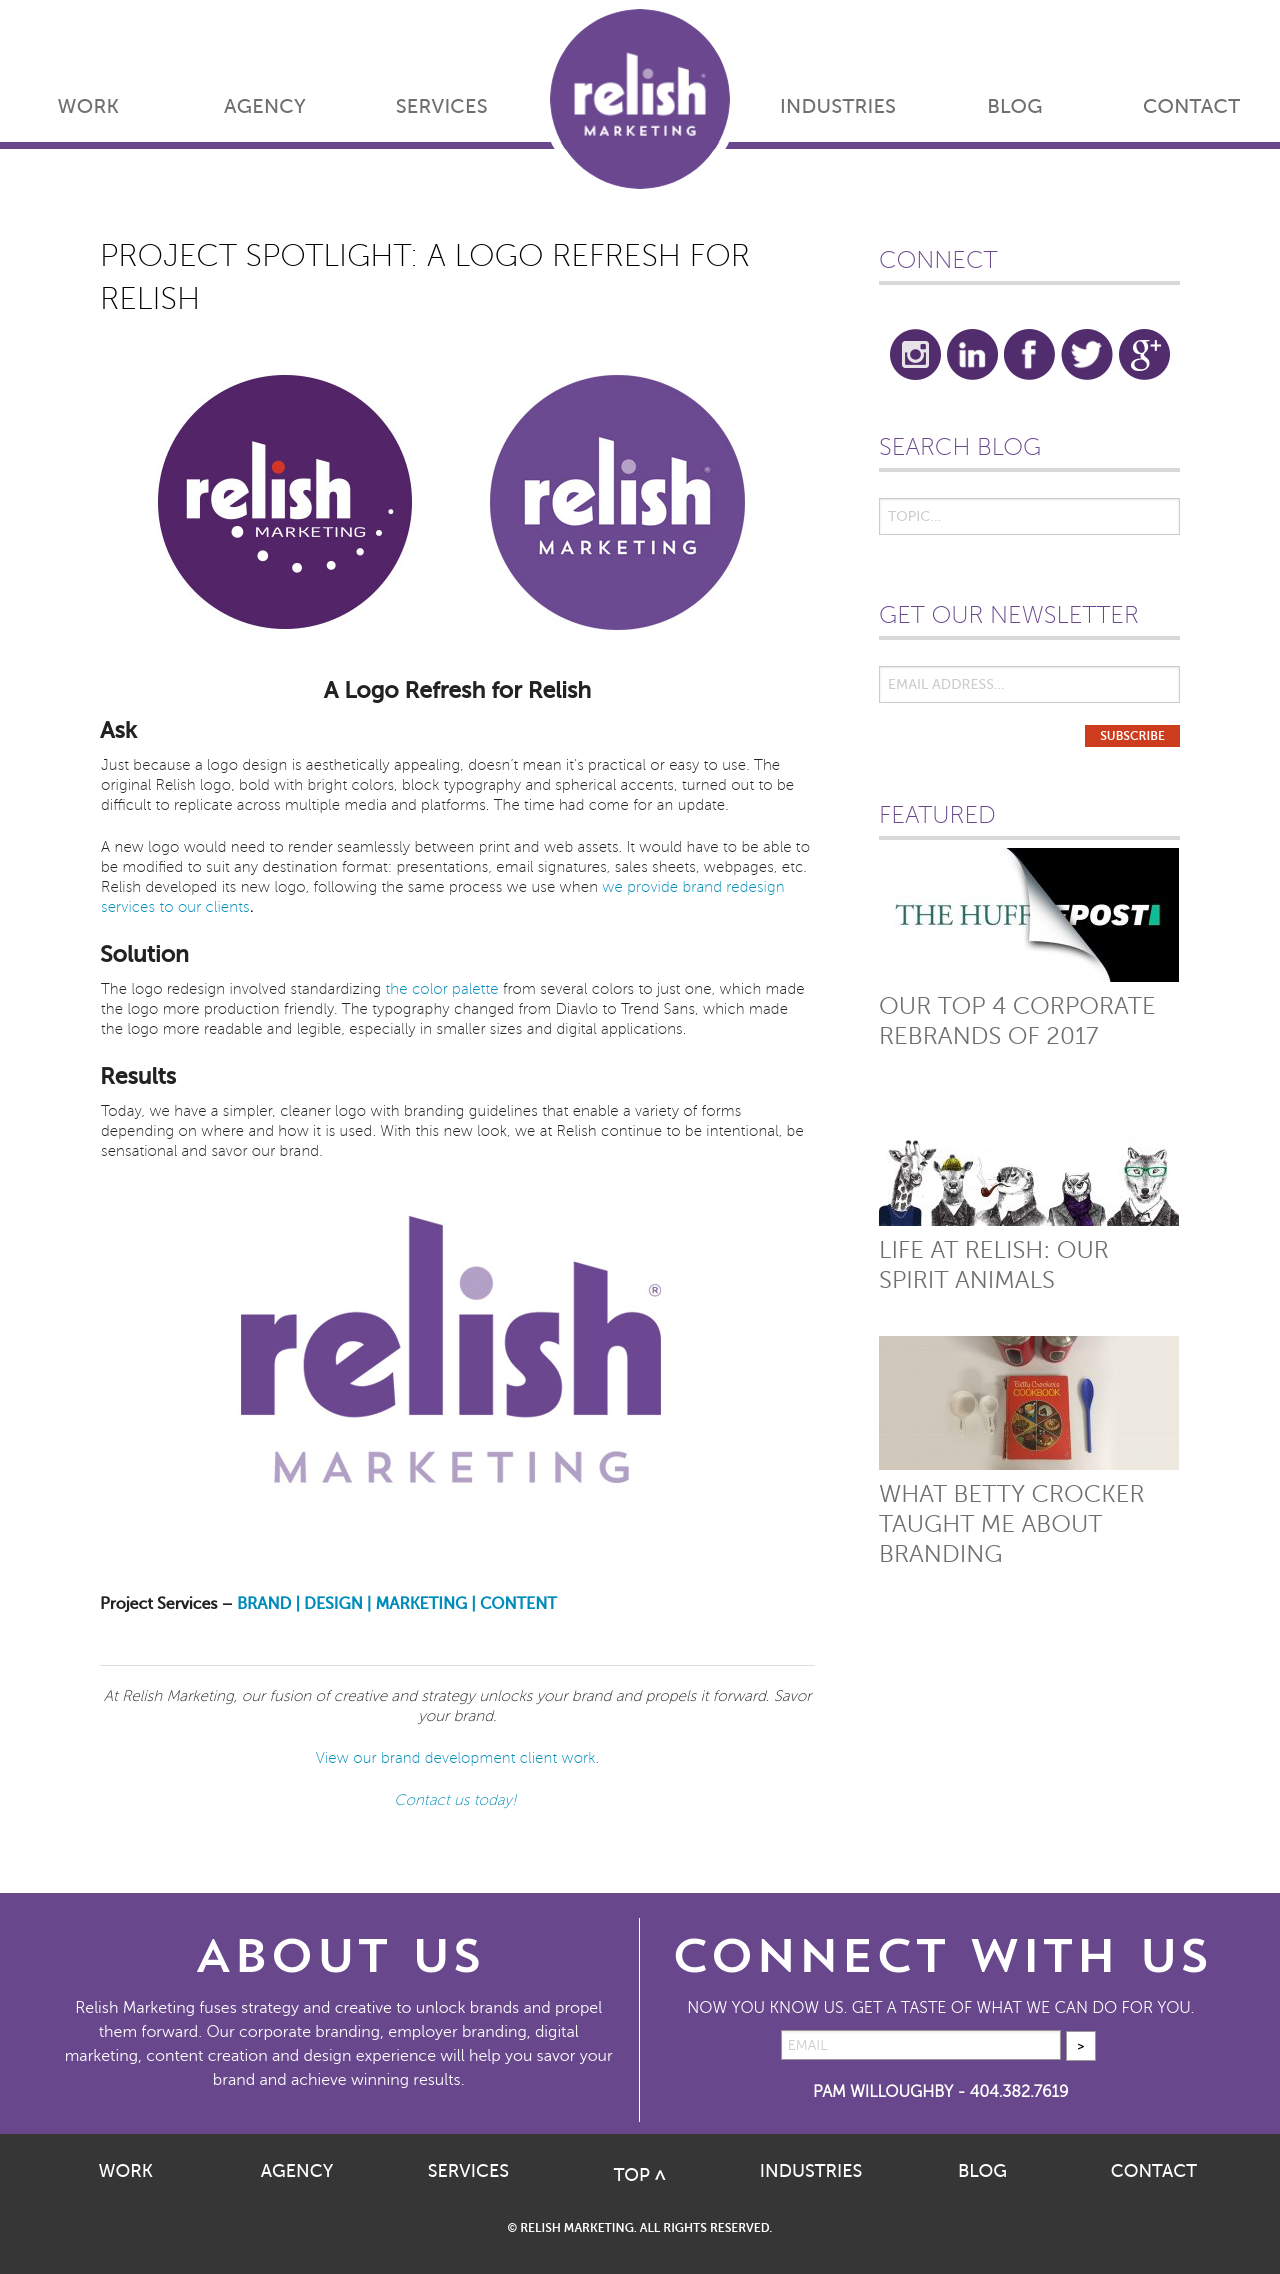 WORK
AGENCY
SERVICES
relish
MARKETING
INDUSTRIES
BLOG
CONTACT
PROJECT SPOTLIGHT: A LOGO REFRESH FOR
RELISH
relish
MARKETING
relish®
MARKETING
A Logo Refresh for Relish
Ask
Just because a logo design is aesthetically appealing, doesn't mean it's practical or easy to use. The
original Relish logo, bold with bright colors, block typography and spherical accents, turned out to be
difficult to replicate across multiple media and platforms. The time had come for an update.
A new logo would need to render seamlessly between print and web assets. It would have to be able to
be modified to suit any destination format: presentations, email signatures, sales sheets, webpages, etc.
Relish developed its new logo, following the same process we use when we provide brand redesign
services to our clients.
Solution
The logo redesign involved standardizing the color palette from several colors to just one, which made
the logo more production friendly. The typography changed from Diavlo to Trend Sans, which made
the logo more readable and legible, especially in smaller sizes and digital applications.
Results
Today, we have a simpler, cleaner logo with branding guidelines that enable a variety of forms
depending on where and how it is used. With this new look, we at Relish continue to be intentional, be
sensational and savor our brand.
relish®
MARKETING
Project Services – BRAND | DESIGN | MARKETING | CONTENT
At Relish Marketing, our fusion of creative and strategy unlocks your brand and propels it forward. Savor
your brand.
View our brand development client work.
Contact us today!
CONNECT
in
f
g+
SEARCH BLOG
TOPIC...
GET OUR NEWSLETTER
EMAIL ADDRESS...
SUBSCRIBE
FEATURED
THE HUFF EPOST
OUR TOP 4 CORPORATE
REBRANDS OF 2017
LIFE AT RELISH: OUR
SPIRIT ANIMALS
Betty Crocker's
COOKBOOK
WHAT BETTY CROCKER
TAUGHT ME ABOUT
BRANDING
ABOUT US
Relish Marketing fuses strategy and creative to unlock brands and propel
them forward. Our corporate branding, employer branding, digital
marketing, content creation and design experience will help you savor your
brand and achieve winning results.
CONNECT WITH US
NOW YOU KNOW US. GET A TASTE OF WHAT WE CAN DO FOR YOU.
EMAIL
>
PAM WILLOUGHBY - 404.382.7619
WORK
AGENCY
SERVICES
TOP ^
INDUSTRIES
BLOG
CONTACT
© RELISH MARKETING. ALL RIGHTS RESERVED.